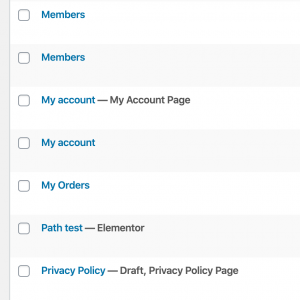 Members
Members
My account — My Account Page
My account
My Orders
Path test — Elementor
Privacy Policy — Draft, Privacy Policy Page